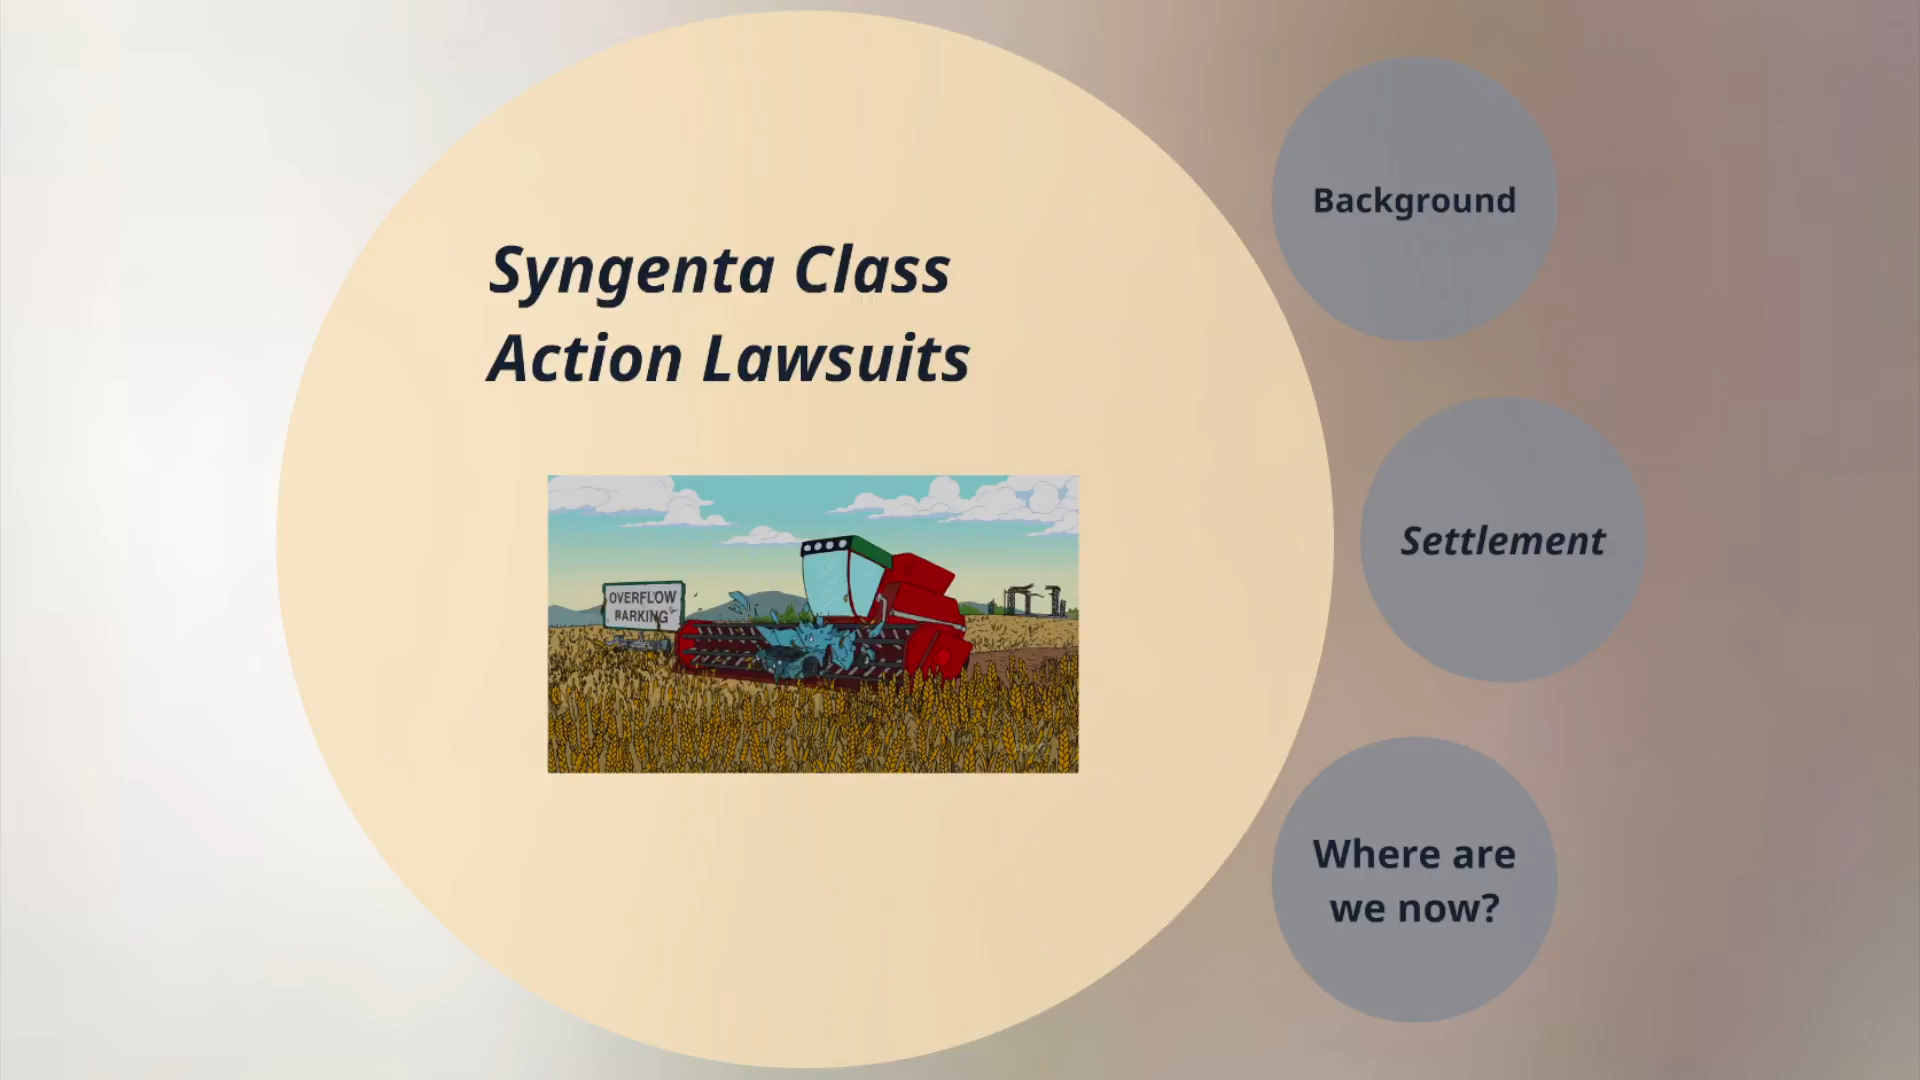 Syngenta Class
Action Lawsuits
OVERFLOW
PARKING
Background
Settlement
Where are
we now?